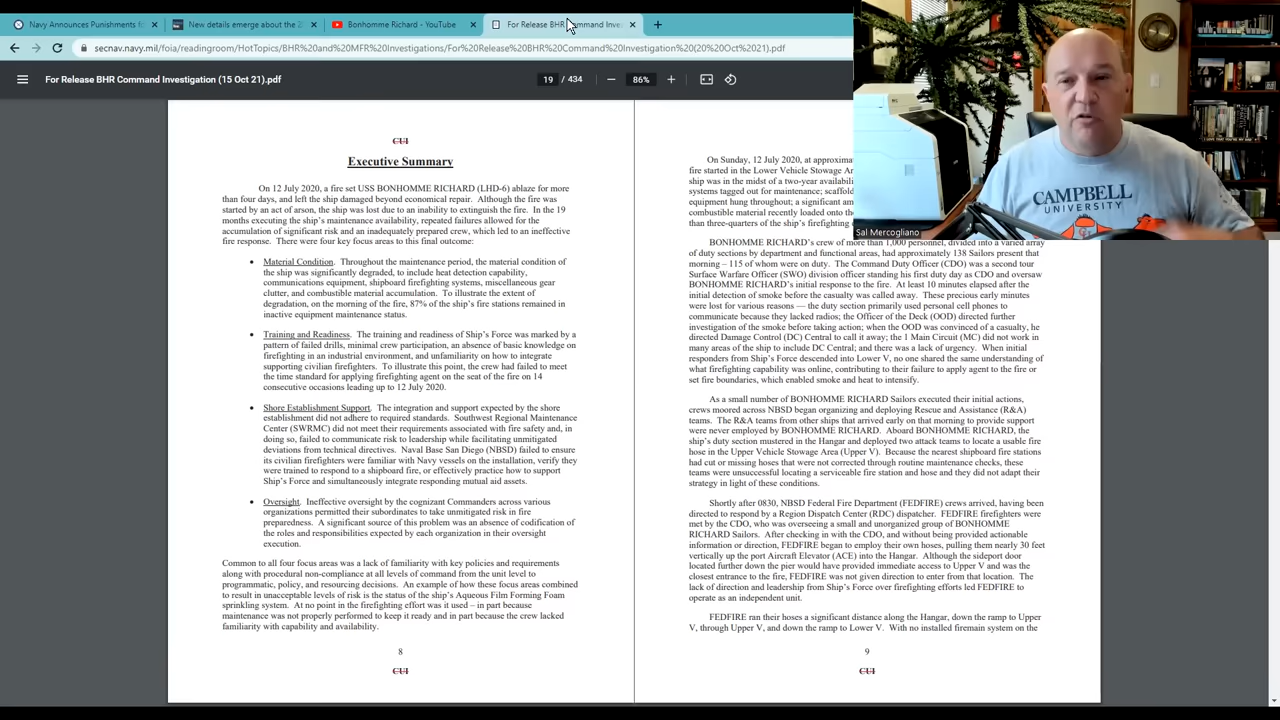 Navy Announces Punishments fo
New details emerge about the 2
Bonhomme Richard - YouTube
For Release BHR Command Inve
secnav.navy.mil/foia/readingroom/HotTopics/BHR%20and%20MFR%20Investigations/For%20Release%20BHR%20Command%20Investigation%20(20%20Oct%2021).pdf
For Release BHR Command Investigation (15 Oct 21).pdf
19 / 434
86%
CUI
Executive Summary
On 12 July 2020, a fire set USS BONHOMME RICHARD (LHD-6) ablaze for more
than four days, and left the ship damaged beyond economical repair. Although the fire was
started by an act of arson, the ship was lost due to an inability to extinguish the fire. In the 19
months executing the ship's maintenance availability, repeated failures allowed for the
accumulation of significant risk and an inadequately prepared crew, which led to an ineffective
fire response. There were four key focus areas to this final outcome:
• Material Condition. Throughout the maintenance period, the material condition of
the ship was significantly degraded, to include heat detection capability,
communications equipment, shipboard firefighting systems, miscellaneous gear
clutter, and combustible material accumulation. To illustrate the extent of
degradation, on the morning of the fire, 87% of the ship's fire stations remained in
inactive equipment maintenance status.
• Training and Readiness. The training and readiness of Ship's Force was marked by a
pattern of failed drills, minimal crew participation, an absence of basic knowledge on
firefighting in an industrial environment, and unfamiliarity on how to integrate
supporting civilian firefighters. To illustrate this point, the crew had failed to meet
the time standard for applying firefighting agent on the seat of the fire on 14
consecutive occasions leading up to 12 July 2020.
• Shore Establishment Support. The integration and support expected by the shore
establishment did not adhere to required standards. Southwest Regional Maintenance
Center (SWRMC) did not meet their requirements associated with fire safety and, in
doing so, failed to communicate risk to leadership while facilitating unmitigated
deviations from technical directives. Naval Base San Diego (NBSD) failed to ensure
its civilian firefighters were familiar with Navy vessels on the installation, verify they
were trained to respond to a shipboard fire, or effectively practice how to support
Ship's Force and simultaneously integrate responding mutual aid assets.
• Oversight. Ineffective oversight by the cognizant Commanders across various
organizations permitted their subordinates to take unmitigated risk in fire
preparedness. A significant source of this problem was an absence of codification of
the roles and responsibilities expected by each organization in their oversight
execution.
Common to all four focus areas was a lack of familiarity with key policies and requirements
along with procedural non-compliance at all levels of command from the unit level to
programmatic, policy, and resourcing decisions. An example of how these focus areas combined
to result in unacceptable levels of risk is the status of the ship's Aqueous Film Forming Foam
sprinkling system. At no point in the firefighting effort was it used – in part because
maintenance was not properly performed to keep it ready and in part because the crew lacked
familiarity with capability and availability.
8
CUI
On Sunday, 12 July 2020, at approxima
fire started in the Lower Vehicle Stowage Ar
ship was in the midst of a two-year availabili
systems tagged out for maintenance; scaffold
equipment hung throughout; a significant am
combustible material recently loaded onto th
than three-quarters of the ship's firefighting
BONHOMME RICHARD's crew of more than 1,000 personnel, divided into a varied array
of duty sections by department and functional areas, had approximately 138 Sailors present that
morning – 115 of whom were on duty. The Command Duty Officer (CDO) was a second tour
Surface Warfare Officer (SWO) division officer standing his first duty day as CDO and oversaw
BONHOMME RICHARD's initial response to the fire. At least 10 minutes elapsed after the
initial detection of smoke before the casualty was called away. These precious early minutes
were lost for various reasons — the duty section primarily used personal cell phones to
communicate because they lacked radios; the Officer of the Deck (OOD) directed further
investigation of the smoke before taking action; when the OOD was convinced of a casualty, he
directed Damage Control (DC) Central to call it away; the 1 Main Circuit (MC) did not work in
many areas of the ship to include DC Central; and there was a lack of urgency. When initial
responders from Ship's Force descended into Lower V, no one shared the same understanding of
what firefighting capability was online, contributing to their failure to apply agent to the fire or
set fire boundaries, which enabled smoke and heat to intensify.
As a small number of BONHOMME RICHARD Sailors executed their initial actions,
crews moored across NBSD began organizing and deploying Rescue and Assistance (R&A)
teams. The R&A teams from other ships that arrived early on that morning to provide support
were never employed by BONHOMME RICHARD. Aboard BONHOMME RICHARD, the
ship's duty section mustered in the Hangar and deployed two attack teams to locate a usable fire
hose in the Upper Vehicle Stowage Area (Upper V). Because the nearest shipboard fire stations
had cut or missing hoses that were not corrected through routine maintenance checks, these
teams were unsuccessful locating a serviceable fire station and hose and they did not adapt their
strategy in light of these conditions.
Shortly after 0830, NBSD Federal Fire Department (FEDFIRE) crews arrived, having been
directed to respond by a Region Dispatch Center (RDC) dispatcher. FEDFIRE firefighters were
met by the CDO, who was overseeing a small and unorganized group of BONHOMME
RICHARD Sailors. After checking in with the CDO, and without being provided actionable
information or direction, FEDFIRE began to employ their own hoses, pulling them nearly 30 feet
vertically up the port Aircraft Elevator (ACE) into the Hangar. Although the sideport door
located further down the pier would have provided immediate access to Upper V and was the
closest entrance to the fire, FEDFIRE was not given direction to enter from that location. The
lack of direction and leadership from Ship's Force over firefighting efforts led FEDFIRE to
operate as an independent unit.
FEDFIRE ran their hoses a significant distance along the Hangar, down the ramp to Upper
V, through Upper V, and down the ramp to Lower V. With no installed firemain system on the
9
CUI
CAMPBELL
UNIVERSITY
Sal Mercogliano